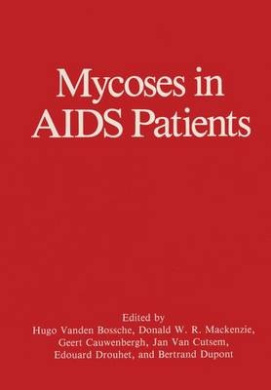 Mycoses in
AIDS Patients
Edited by
Hugo Vanden Bossche, Donald W. R. Mackenzie,
Geert Cauwenbergh, Jan Van Cutsem,
Edouard Drouhet, and Bertrand Dupont